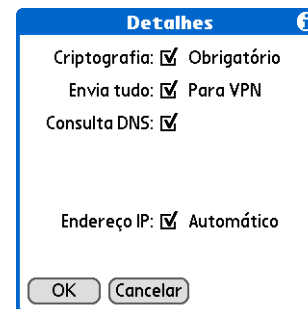 Detalhes
Criptografia: Obrigatório
Envia tudo: Para VPN
Consulta DNS:
Endereço IP: Automático
OK Cancelar